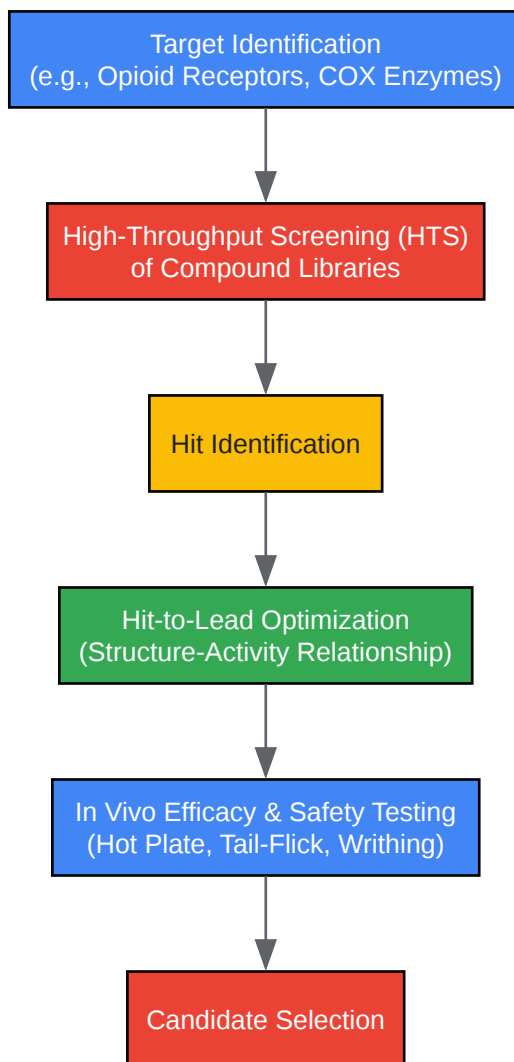 Target Identification
(e.g., Opioid Receptors, COX Enzymes)
High-Throughput Screening (HTS)
of Compound Libraries
Hit Identification
Hit-to-Lead Optimization
(Structure-Activity Relationship)
In Vivo Efficacy & Safety Testing
(Hot Plate, Tail-Flick, Writhing)
Candidate Selection